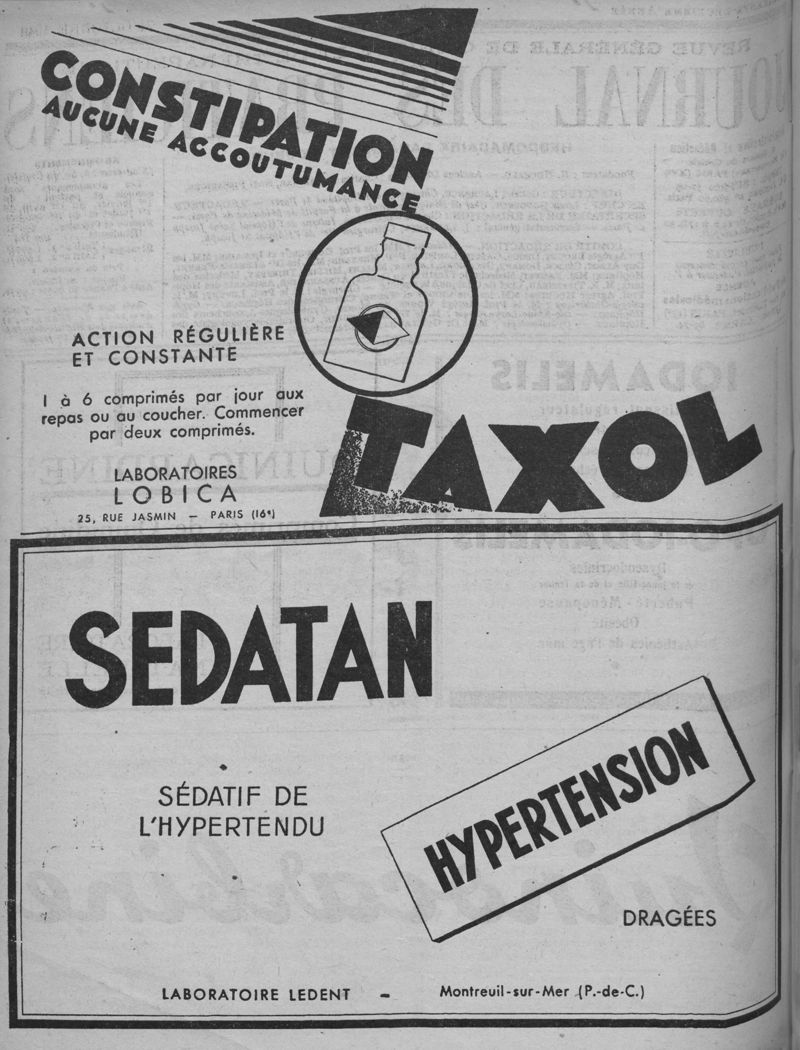 CONSTIPATION
AUCUNE ACCOUTUMANCE
ACTION RÉGULIÈRE
ET CONSTANTE
1 à 6 comprimés par jour aux
repas ou au coucher. Commencer
par deux comprimés.
LABORATOIRES
LOBICA
25, RUE JASMIN — PARIS (16e)
TAXOL
SEDATAN
SÉDATIF DE
L'HYPERTENDU
HYPERTENSION
DRAGÉES
LABORATOIRE LEDENT — Montreuil-sur-Mer (P.-de-C.)